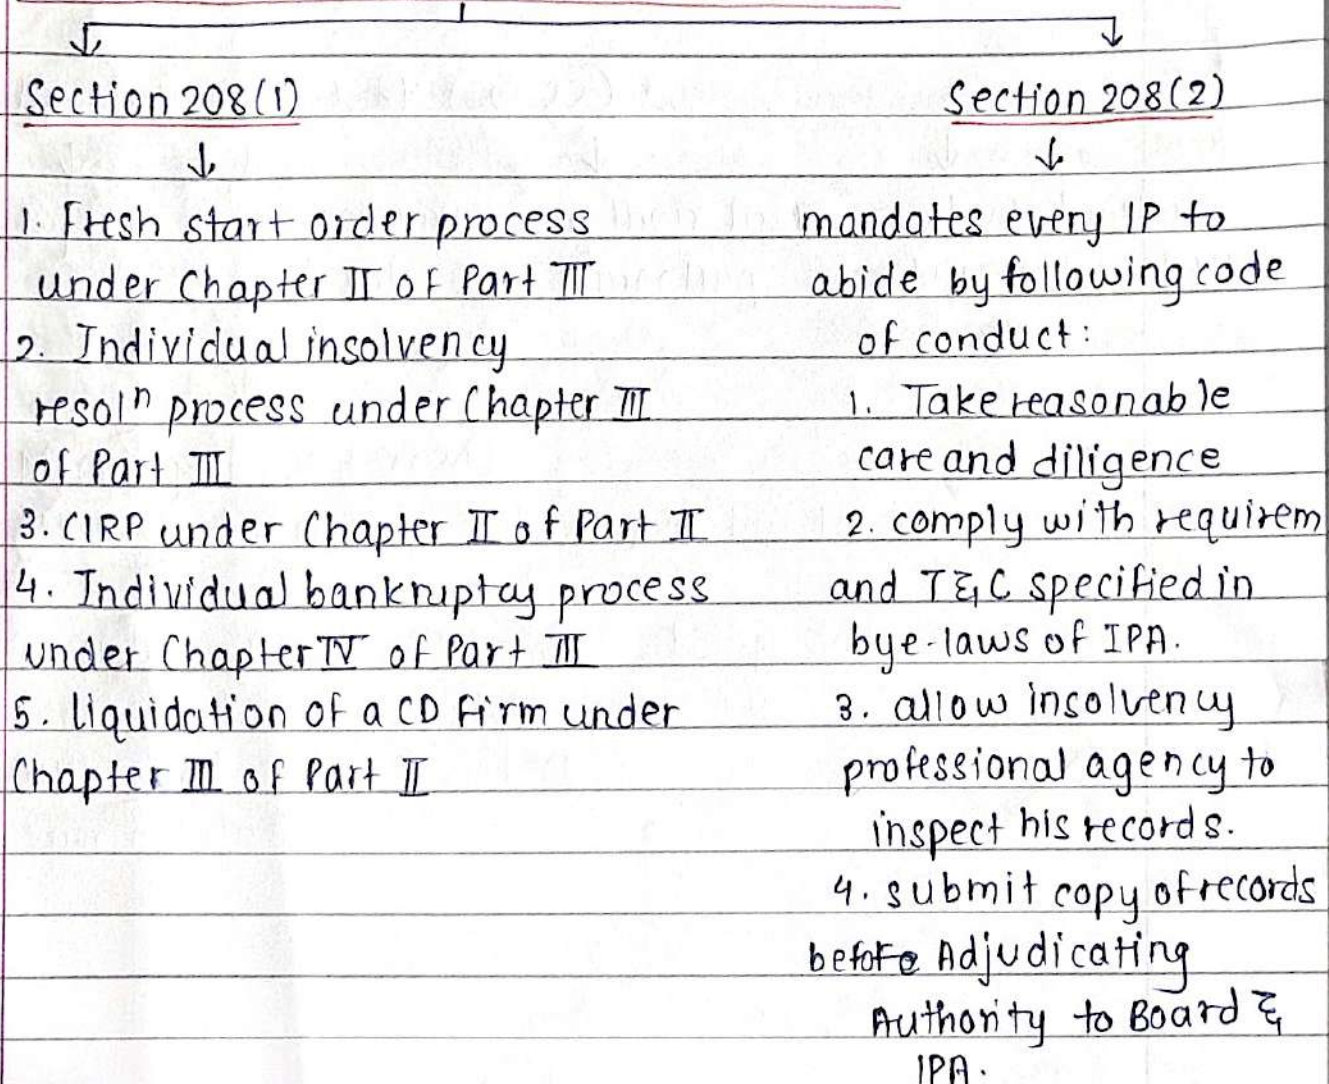 Section 208(1)
↓
1. Fresh start order process
under Chapter II of Part III
2. Individual insolvency
resolⁿ process under Chapter III
of Part III
3. CIRP under Chapter II of Part II
4. Individual bankruptcy process
under Chapter IV of Part III
5. liquidation of a CD firm under
Chapter III of Part II
Section 208(2)
↓
mandates every IP to
abide by following code
of conduct:
1. Take reasonable
care and diligence
2. comply with requirem
and T&C specified in
bye-laws of IPA.
3. allow insolvency
professional agency to
inspect his records.
4. submit copy of records
before Adjudicating
Authority to Board &
IPA.